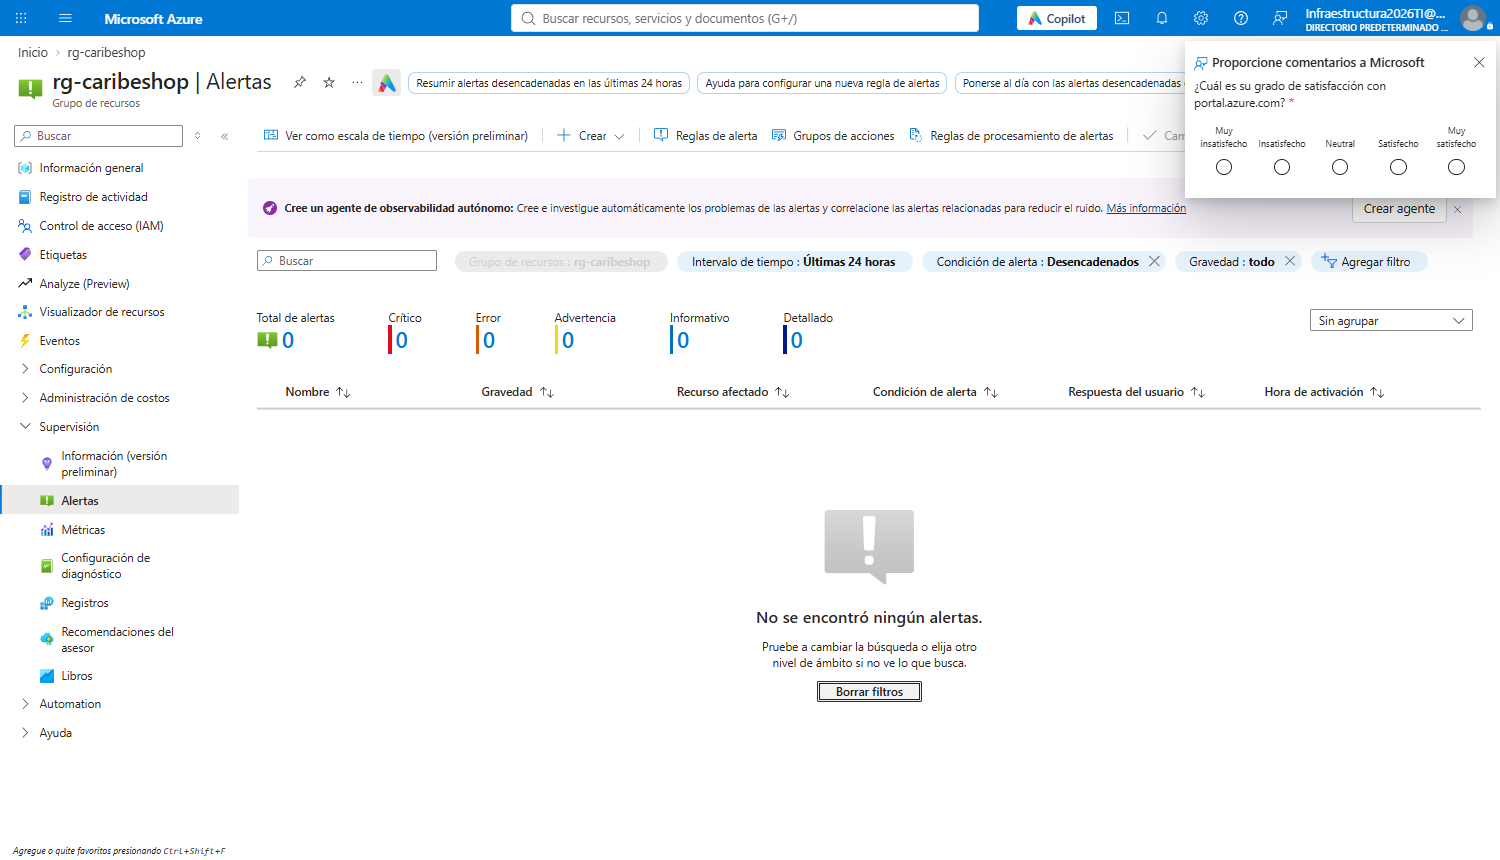 Microsoft Azure
Buscar recursos, servicios y documentos (G+/)
Copilot
Infraestructura2026TI@...
DIRECTORIO PREDETERMINADO ...
Inicio
rg-caribeshop
rg-caribeshop | Alertas
Grupo de recursos
Resumir alertas desencadenadas en las últimas 24 horas
Ayuda para configurar una nueva regla de alertas
Ponerse al día con las alertas desencadenadas
Proporcione comentarios a Microsoft
¿Cuál es su grado de satisfacción con
portal.azure.com? *
Muy insatisfecho
Insatisfecho
Neutral
Satisfecho
Muy satisfecho
Buscar
Ver como escala de tiempo (versión preliminar)
Crear
Reglas de alerta
Grupos de acciones
Reglas de procesamiento de alertas
Cam
Información general
Registro de actividad
Control de acceso (IAM)
Etiquetas
Analyze (Preview)
Visualizador de recursos
Eventos
Configuración
Administración de costos
Supervisión
Información (versión
preliminar)
Alertas
Métricas
Configuración de
diagnóstico
Registros
Recomendaciones del
asesor
Libros
Automation
Ayuda
Agregue o quite favoritos presionando Ctrl+Shift+F
Cree un agente de observabilidad autónomo: Cree e investigue automáticamente los problemas de las alertas y correlacione las alertas relacionadas para reducir el ruido. Más información
Crear agente
Buscar
Grupo de recursos : rg-caribeshop
Intervalo de tiempo : Últimas 24 horas
Condición de alerta : Desencadenados
Gravedad : todo
Agregar filtro
Total de alertas
0
Crítico
0
Error
0
Advertencia
0
Informativo
0
Detallado
0
Sin agrupar
Nombre
Gravedad
Recurso afectado
Condición de alerta
Respuesta del usuario
Hora de activación
No se encontró ningún alertas.
Pruebe a cambiar la búsqueda o elija otro
nivel de ámbito si no ve lo que busca.
Borrar filtros